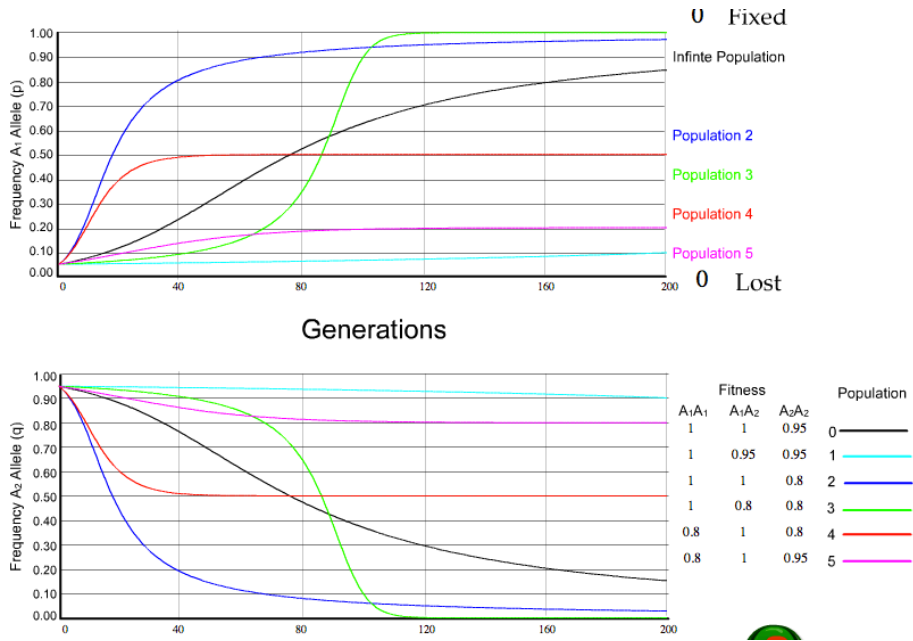 0 Fixed
1.00
0.90
0.80
0.70
0.60
0.50
0.40
0.30
0.20
0.10
0.00
Frequency A₁ Allele (p)
Infinte Population
Population 2
Population 3
Population 4
Population 5
0 40 80 120 160 200
0 Lost
Generations
1.00
0.90
0.80
0.70
0.60
0.50
0.40
0.30
0.20
0.10
0.00
Frequency A₂ Allele (q)
0 40 80 120 160 200
Fitness Population
A₁A₁ A₁A₂ A₂A₂
1 1 0.95 0
1 0.95 0.95 1
1 1 0.8 2
1 0.8 0.8 3
0.8 1 0.8 4
0.8 1 0.95 5